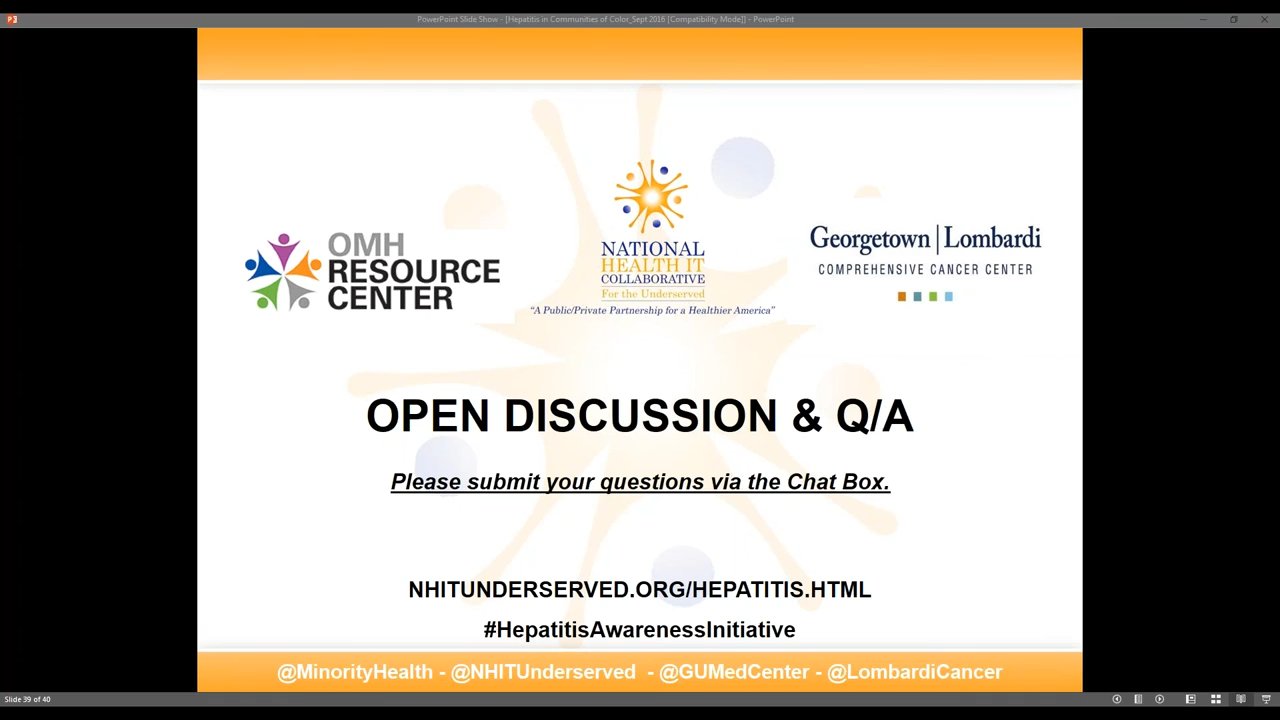 PowerPoint Slide Show - [Hepatitis in Communities of Color_Sept 2016 [Compatibility Mode]] - PowerPoint
OMH
RESOURCE
CENTER
NATIONAL
HEALTH IT
COLLABORATIVE
For the Underserved
"A Public/Private Partnership for a Healthier America"
Georgetown | Lombardi
COMPREHENSIVE CANCER CENTER
OPEN DISCUSSION & Q/A
Please submit your questions via the Chat Box.
NHITUNDERSERVED.ORG/HEPATITIS.HTML
#HepatitisAwarenessInitiative
@MinorityHealth - @NHITUnderserved - @GUMedCenter - @LombardiCancer
Slide 39 of 40